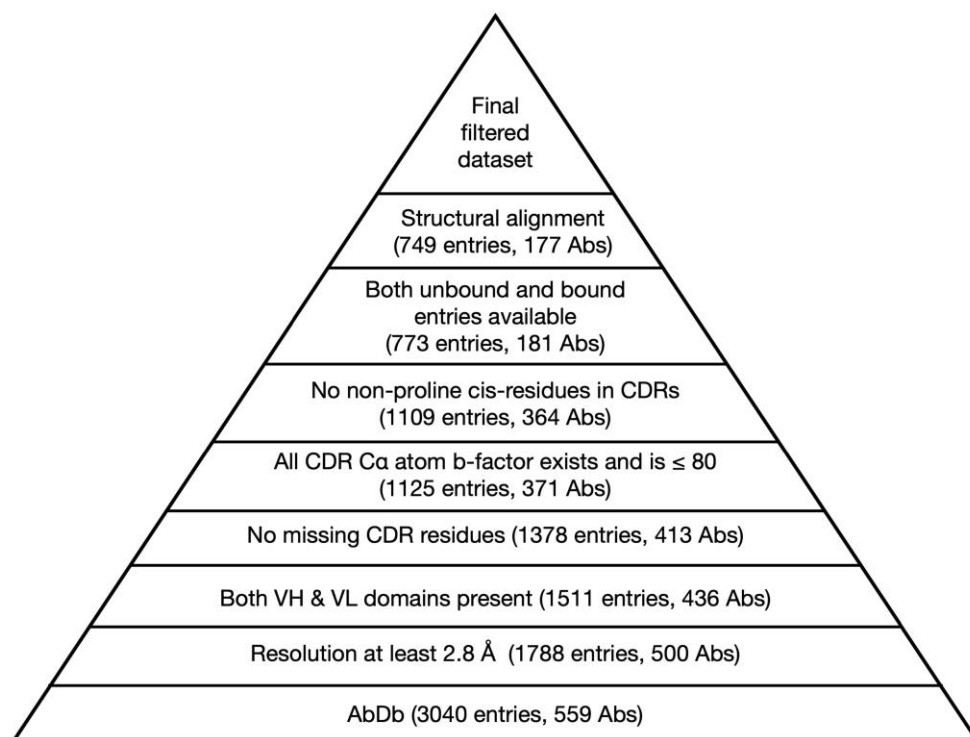 Final
filtered
dataset
Structural alignment
(749 entries, 177 Abs)
Both unbound and bound
entries available
(773 entries, 181 Abs)
No non-proline cis-residues in CDRs
(1109 entries, 364 Abs)
All CDR Cα atom b-factor exists and is ≤ 80
(1125 entries, 371 Abs)
No missing CDR residues (1378 entries, 413 Abs)
Both VH & VL domains present (1511 entries, 436 Abs)
Resolution at least 2.8 Å (1788 entries, 500 Abs)
AbDb (3040 entries, 559 Abs)